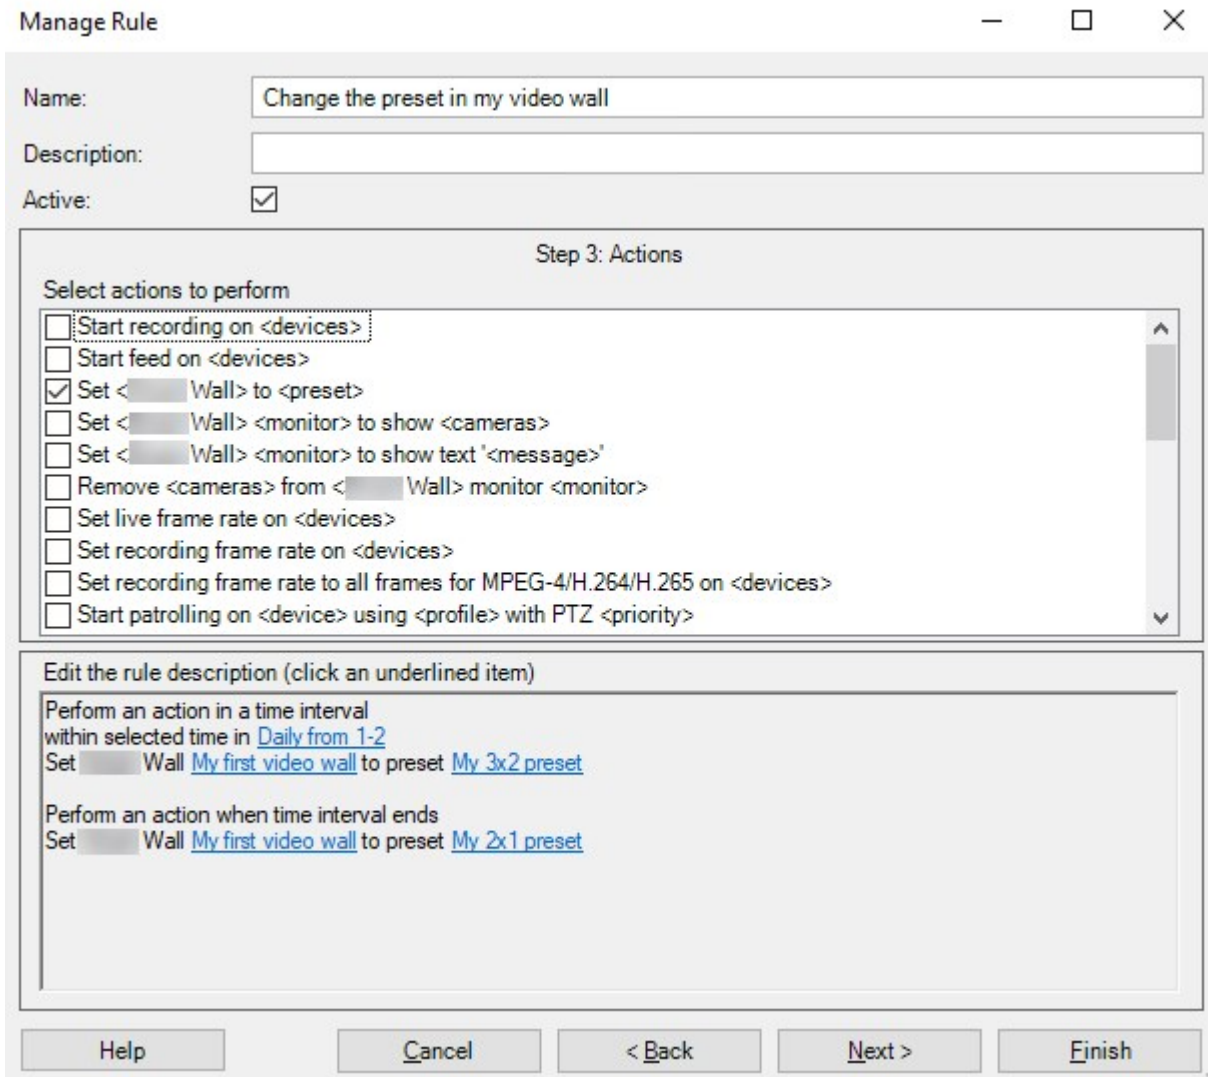 Manage Rule
Name: Change the preset in my video wall
Description:
Active:
Step 3: Actions
Select actions to perform
Start recording on <devices>
Start feed on <devices>
Set < Wall> to <preset>
Set < Wall> <monitor> to show <cameras>
Set < Wall> <monitor> to show text '<message>'
Remove <cameras> from < Wall> monitor <monitor>
Set live frame rate on <devices>
Set recording frame rate on <devices>
Set recording frame rate to all frames for MPEG-4/H.264/H.265 on <devices>
Start patrolling on <device> using <profile> with PTZ <priority>
Edit the rule description (click an underlined item)
Perform an action in a time interval
within selected time in Daily from 1-2
Set Wall My first video wall to preset My 3x2 preset
Perform an action when time interval ends
Set Wall My first video wall to preset My 2x1 preset
Help Cancel < Back Next > Finish